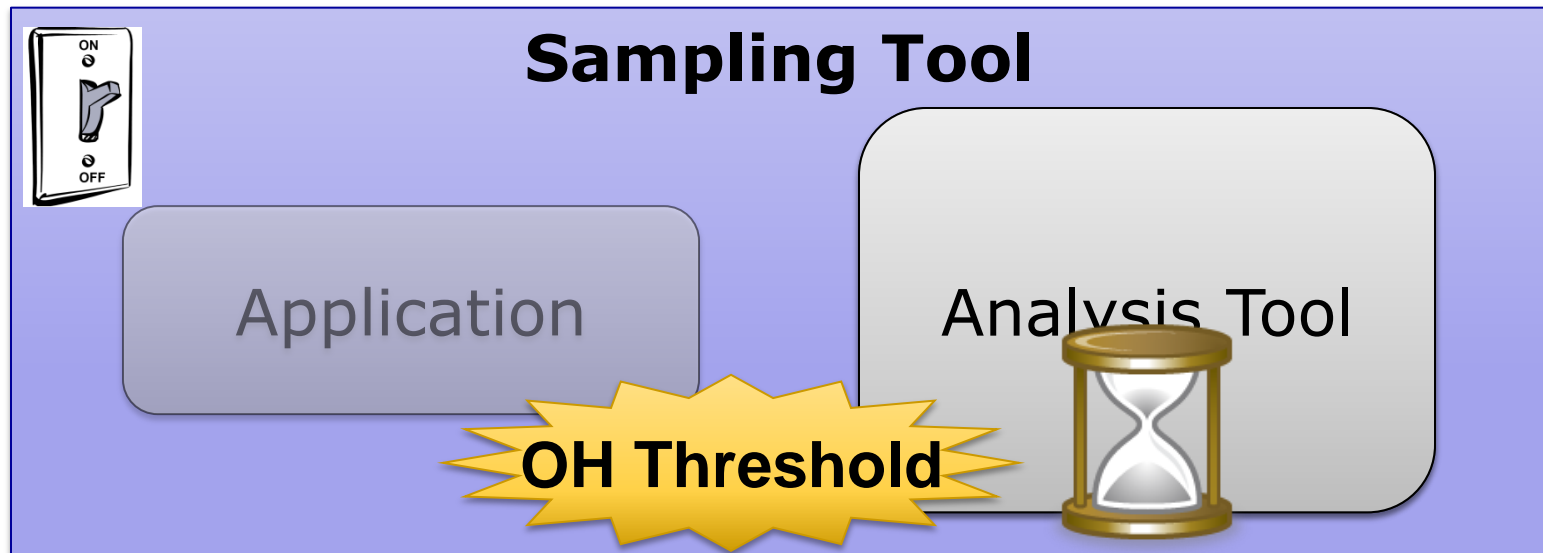 ON
OFF
Sampling Tool
Application
Analysis Tool
OH Threshold